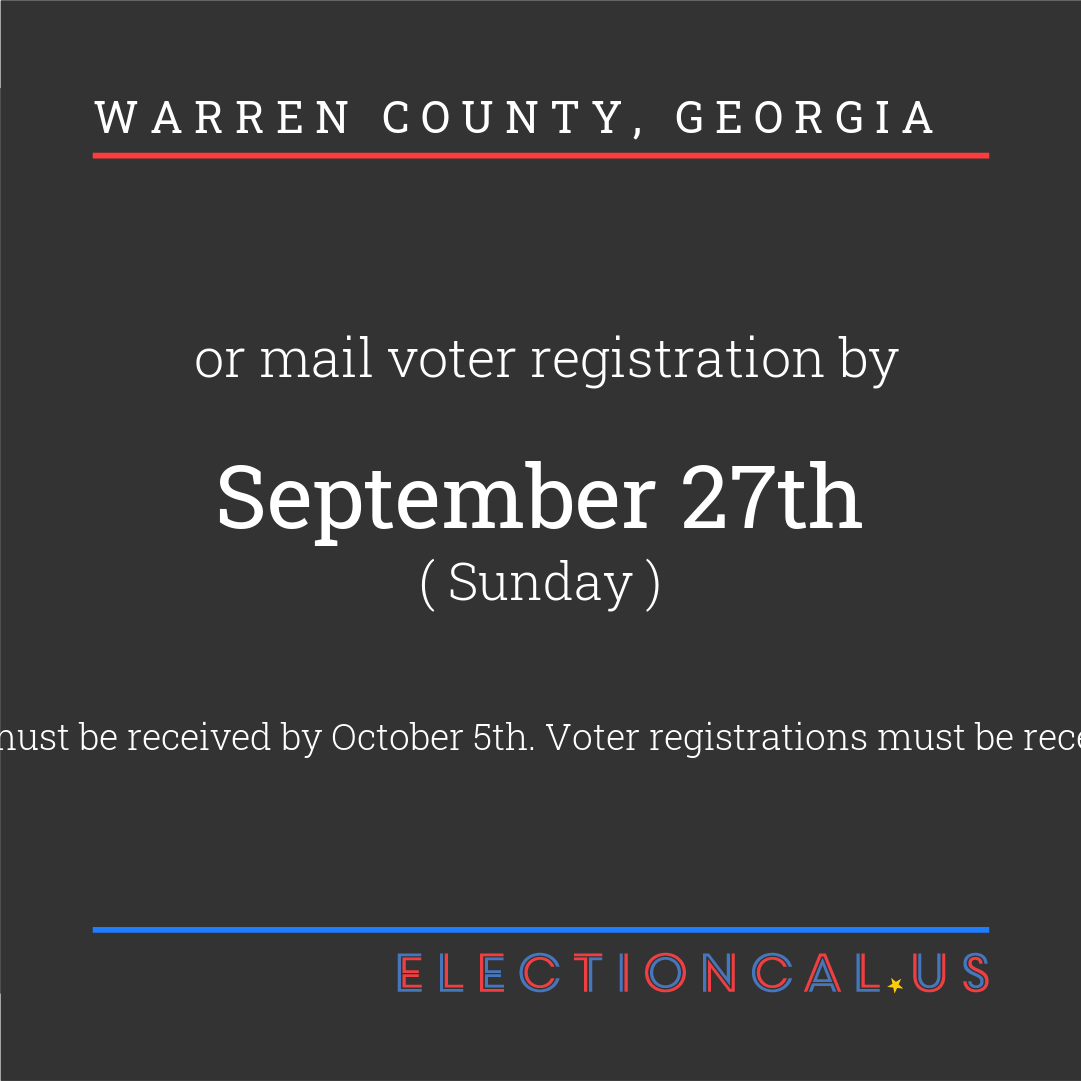 WARREN COUNTY, GEORGIA
or mail voter registration by
September 27th
( Sunday )
must be received by October 5th. Voter registrations must be
ELECTIONCAL.US